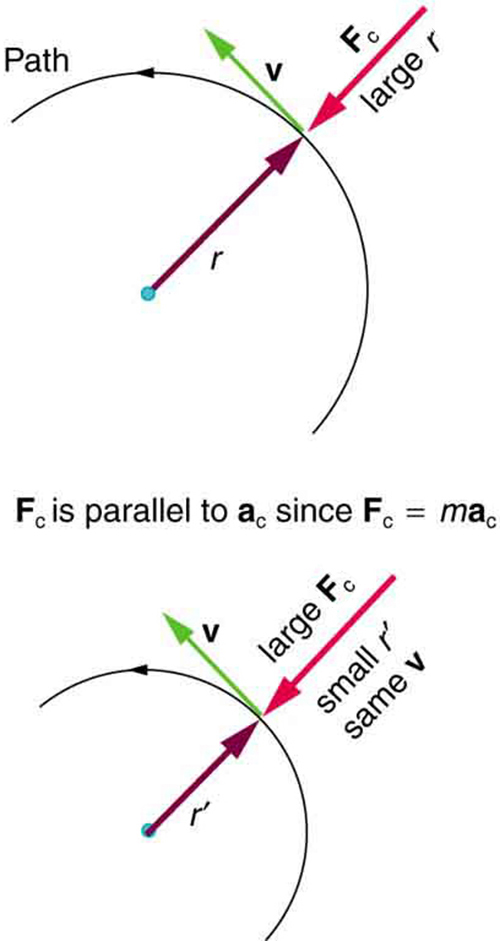 Path
v
F꜀
large r
r
F꜀ is parallel to a꜀ since F꜀ = ma꜀
v
large F꜀
small r′
same v
r′